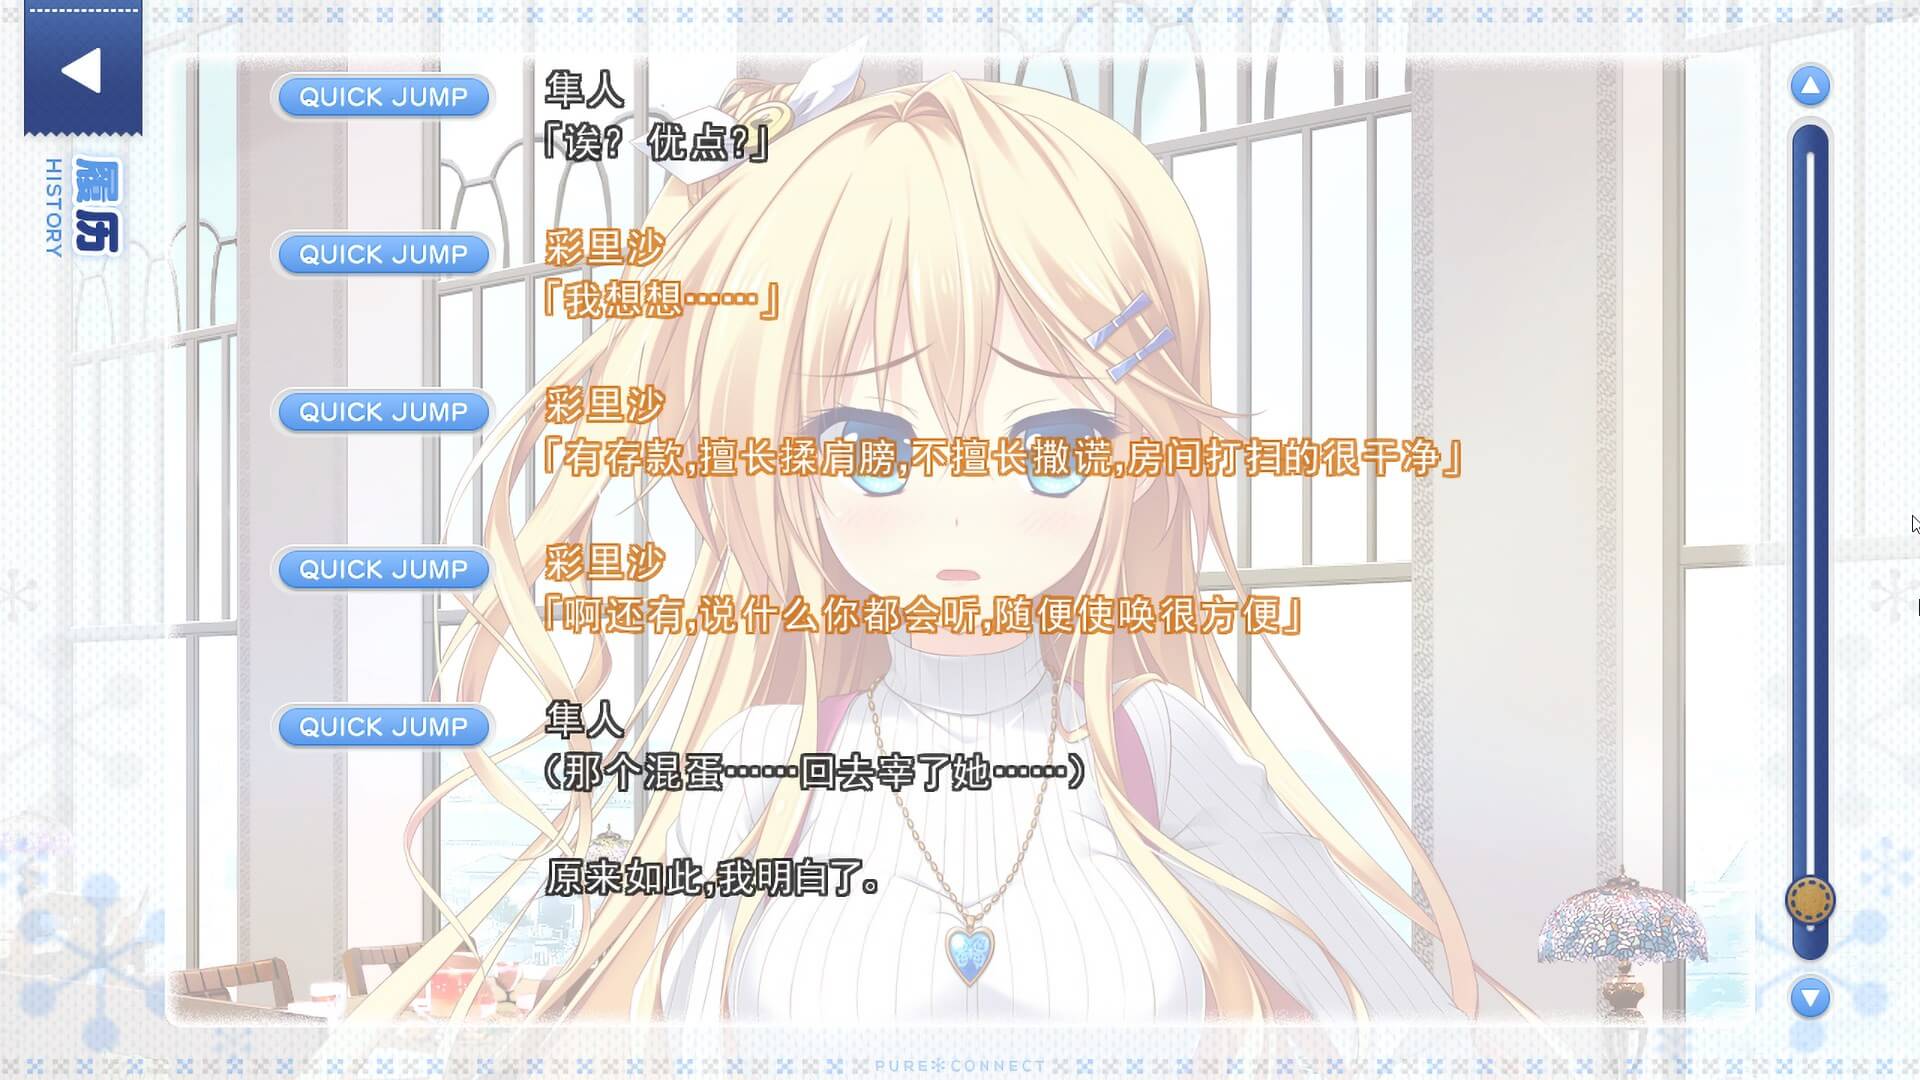 履历
HISTORY
QUICK JUMP
隼人
「诶? 优点?」
QUICK JUMP
彩里沙
「我想想……」
QUICK JUMP
彩里沙
「有存款,擅长揉肩膀,不擅长撒谎,房间打扫的很干净」
QUICK JUMP
彩里沙
「啊还有,说什么你都会听,随便使唤很方便」
QUICK JUMP
隼人
(那个混蛋……回去宰了她……)
原来如此,我明白了。
PURE＊CONNECT